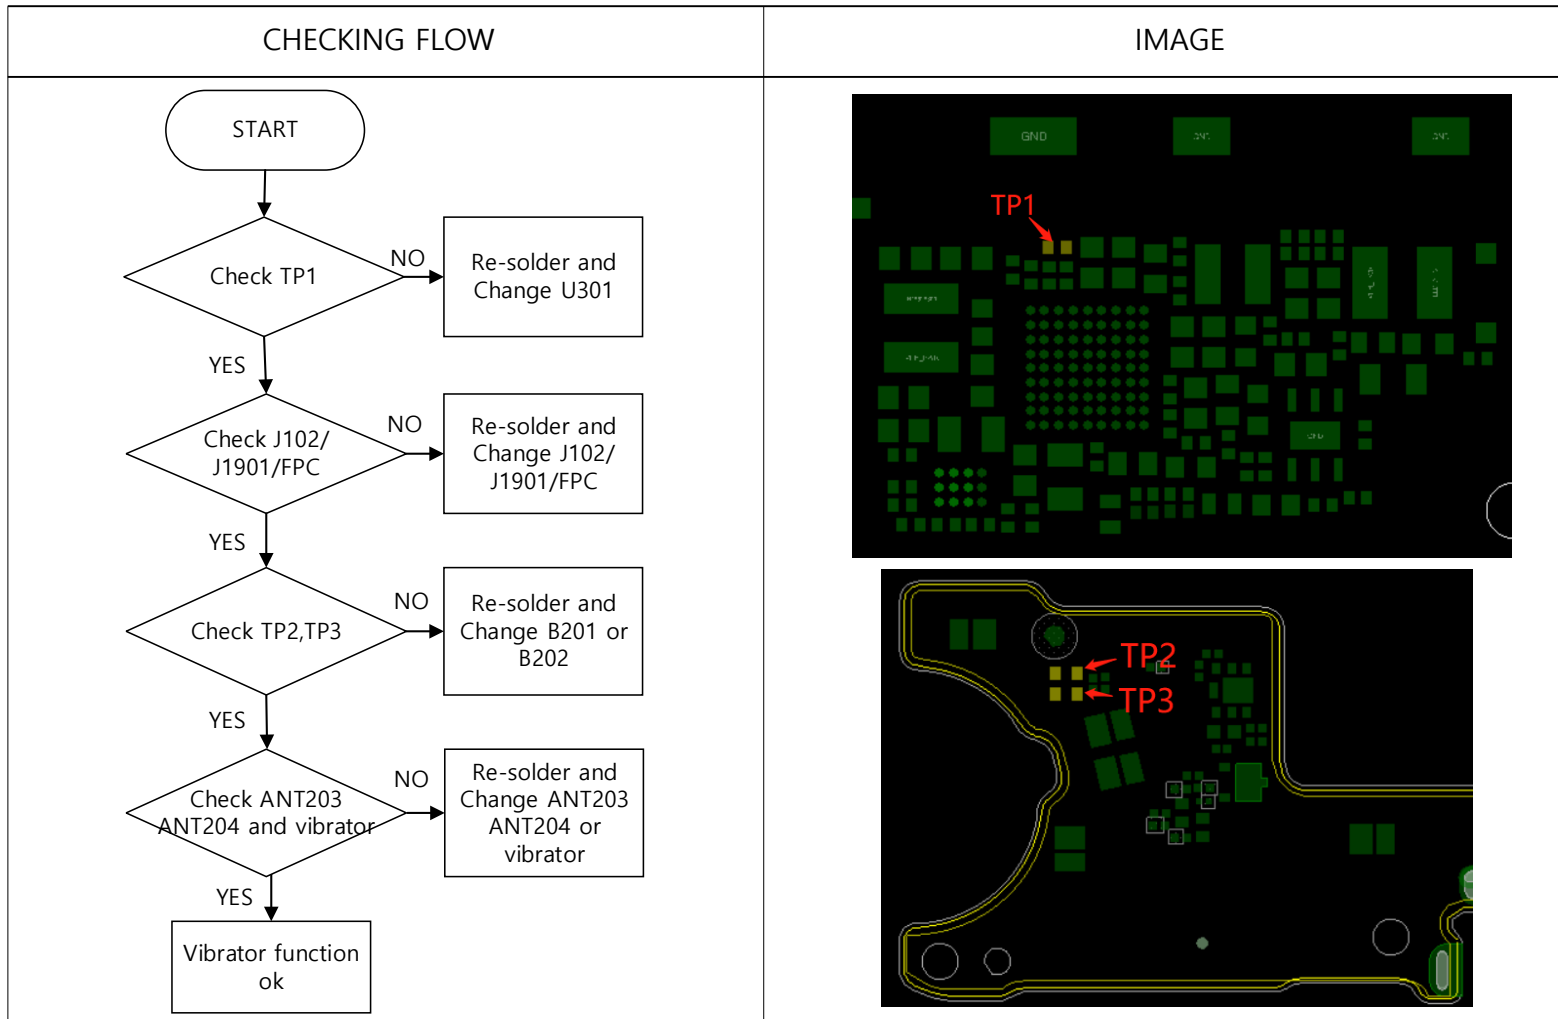 CHECKING FLOW
IMAGE
START
Check TP1
NO
Re-solder and
Change U301
YES
Check J102/
J1901/FPC
NO
Re-solder and
Change J102/
J1901/FPC
YES
Check TP2,TP3
NO
Re-solder and
Change B201 or
B202
YES
Check ANT203
ANT204 and vibrator
NO
Re-solder and
Change ANT203
ANT204 or
vibrator
YES
Vibrator function
ok
GND
TP1
TP2
TP3